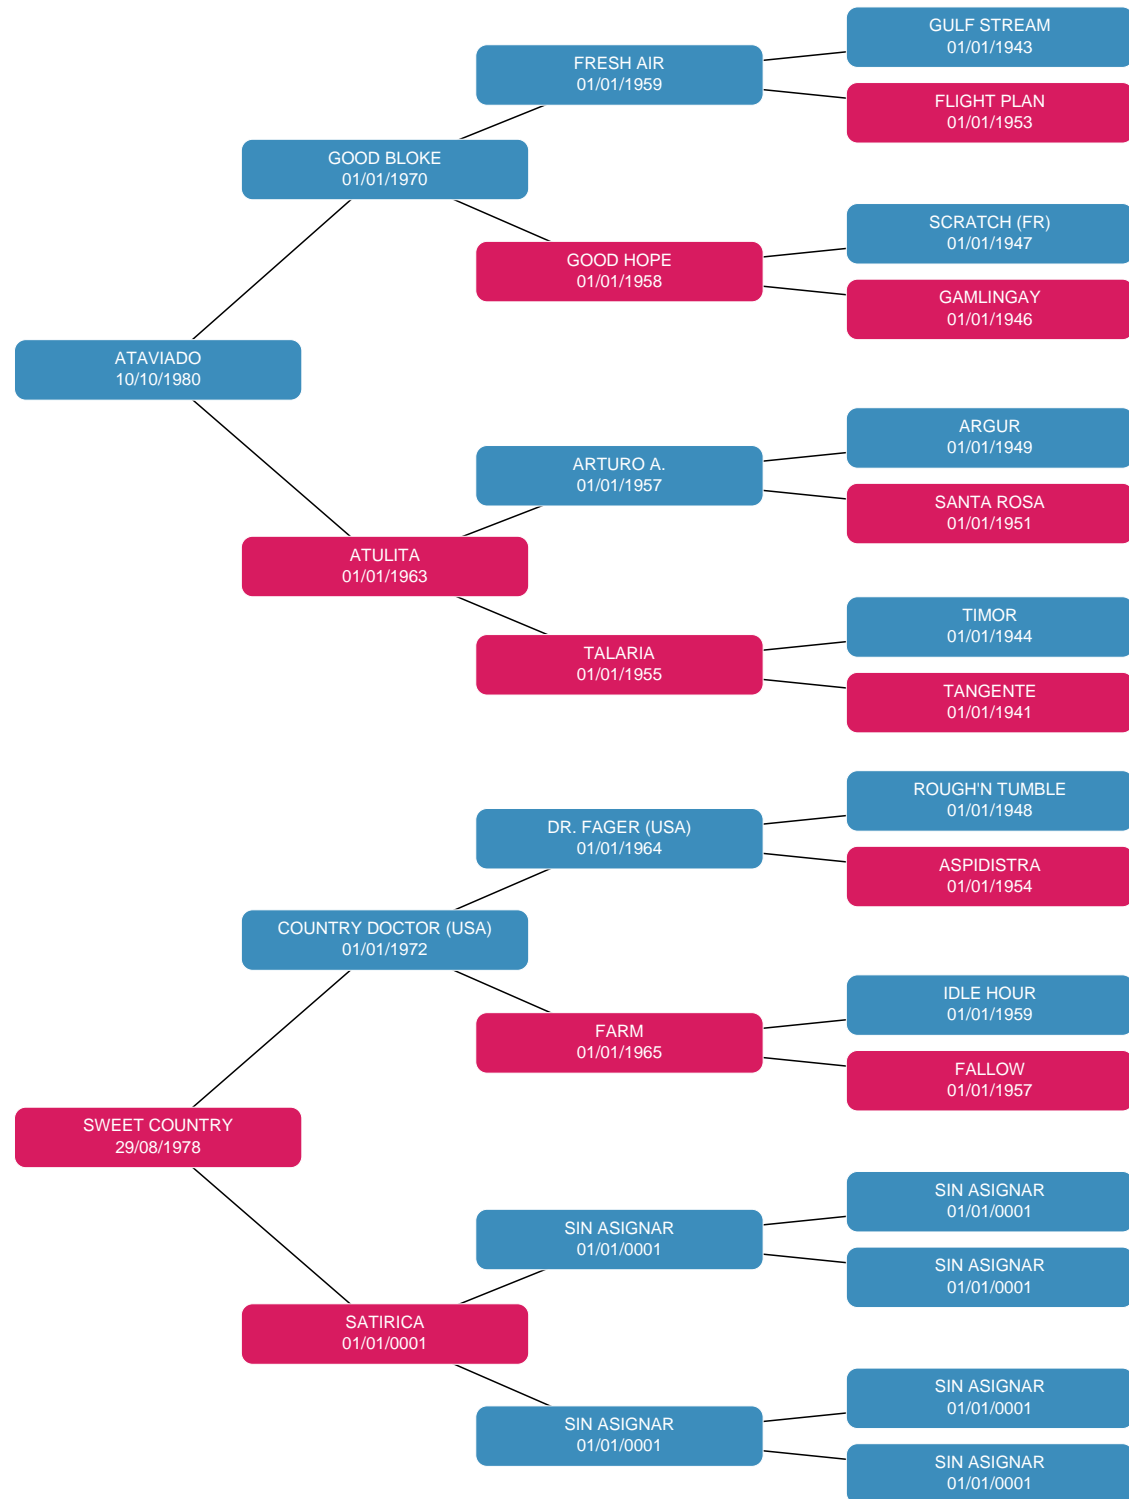 GULF STREAM
01/01/1943
FRESH AIR
01/01/1959
FLIGHT PLAN
01/01/1953
GOOD BLOKE
01/01/1970
SCRATCH (FR)
01/01/1947
GOOD HOPE
01/01/1958
GAMLINGAY
01/01/1946
ATAVIADO
10/10/1980
ARGUR
01/01/1949
ARTURO A.
01/01/1957
SANTA ROSA
01/01/1951
ATULITA
01/01/1963
TIMOR
01/01/1944
TALARIA
01/01/1955
TANGENTE
01/01/1941
ROUGH'N TUMBLE
01/01/1948
DR. FAGER (USA)
01/01/1964
ASPIDISTRA
01/01/1954
COUNTRY DOCTOR (USA)
01/01/1972
IDLE HOUR
01/01/1959
FARM
01/01/1965
FALLOW
01/01/1957
SWEET COUNTRY
29/08/1978
SIN ASIGNAR
01/01/0001
SIN ASIGNAR
01/01/0001
SIN ASIGNAR
01/01/0001
SATIRICA
01/01/0001
SIN ASIGNAR
01/01/0001
SIN ASIGNAR
01/01/0001
SIN ASIGNAR
01/01/0001